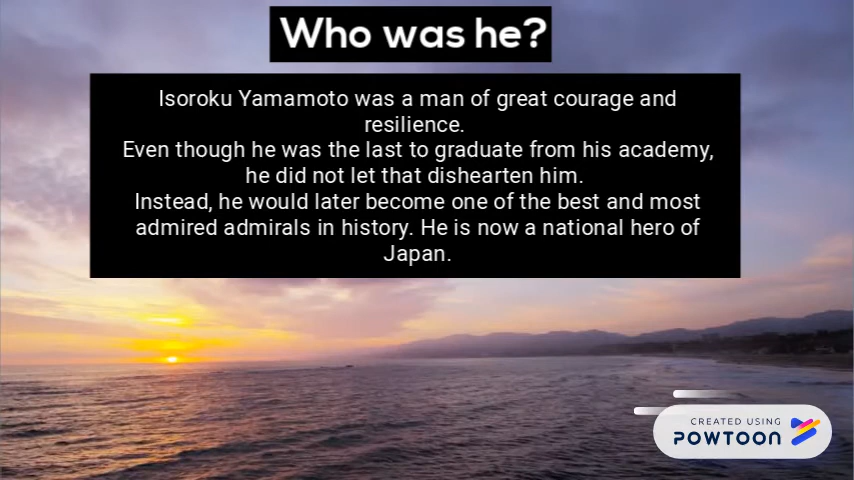 Who was he?
Isoroku Yamamoto was a man of great courage and
resilience.
Even though he was the last to graduate from his academy,
he did not let that dishearten him.
Instead, he would later become one of the best and most
admired admirals in history. He is now a national hero of
Japan.
CREATED USING
POWTOON